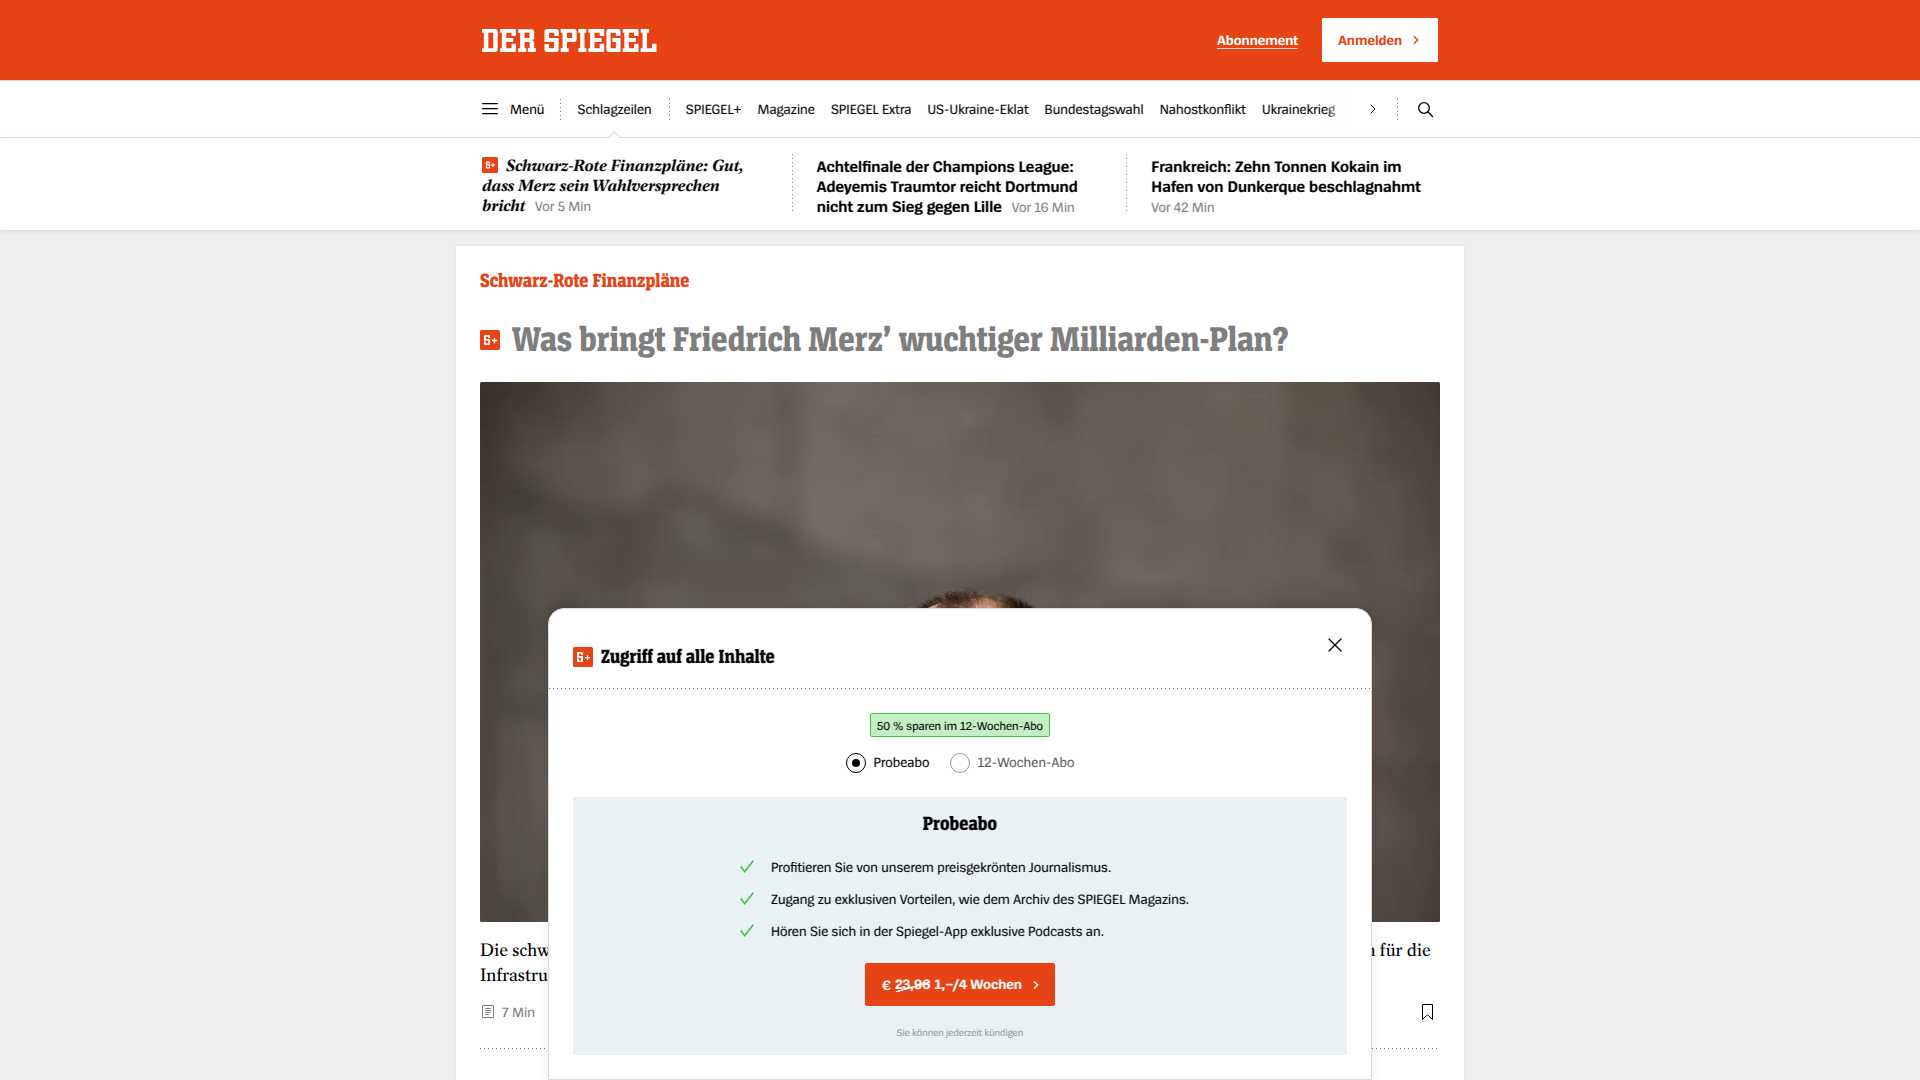 DER SPIEGEL
Abonnement
Anmelden
Menü
Schlagzeilen
SPIEGEL+
Magazine
SPIEGEL Extra
US-Ukraine-Eklat
Bundestagswahl
Nahostkonflikt
Ukrainekrieg
Schwarz-Rote Finanzpläne: Gut,
dass Merz sein Wahlversprechen
bricht Vor 5 Min
Achtelfinale der Champions League:
Adeyemis Traumtor reicht Dortmund
nicht zum Sieg gegen Lille Vor 16 Min
Frankreich: Zehn Tonnen Kokain im
Hafen von Dunkerque beschlagnahmt
Vor 42 Min
Schwarz-Rote Finanzpläne
S+ Was bringt Friedrich Merz’ wuchtiger Milliarden-Plan?
S+ Zugriff auf alle Inhalte
50 % sparen im 12-Wochen-Abo
Probeabo
12-Wochen-Abo
Probeabo
Profitieren Sie von unserem preisgekrönten Journalismus.
Zugang zu exklusiven Vorteilen, wie dem Archiv des SPIEGEL Magazins.
Hören Sie sich in der Spiegel-App exklusive Podcasts an.
€ 23,96 1,–/4 Wochen
Sie können jederzeit kündigen
Die
für die
7 Min